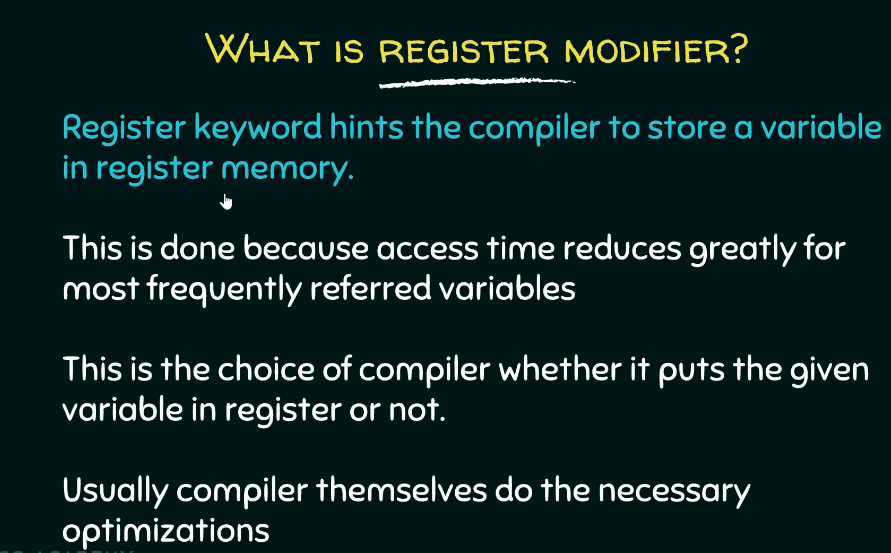 WHAT IS REGISTER MODIFIER?
Register keyword hints the compiler to store a variable
in register memory.
This is done because access time reduces greatly for
most frequently referred variables
This is the choice of compiler whether it puts the given
variable in register or not.
Usually compiler themselves do the necessary
optimizations